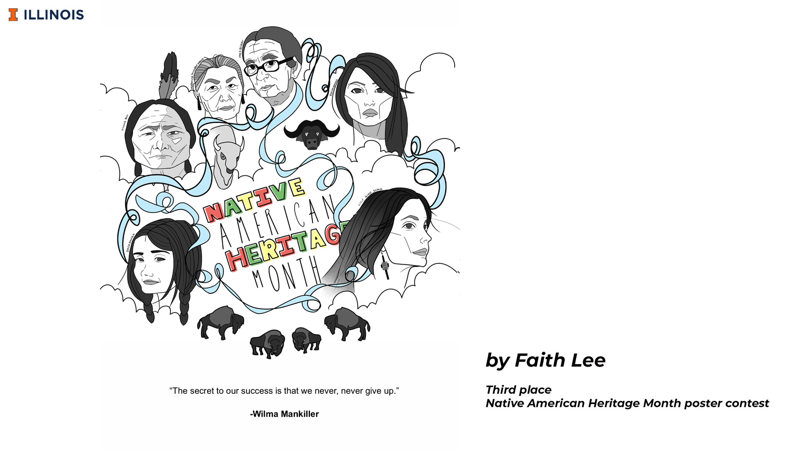 ILLINOIS
NATIVE
AMERICAN
HERITAGE
MONTH
"The secret to our success is that we never, never give up."
-Wilma Mankiller
by Faith Lee
Third place
Native American Heritage Month poster contest